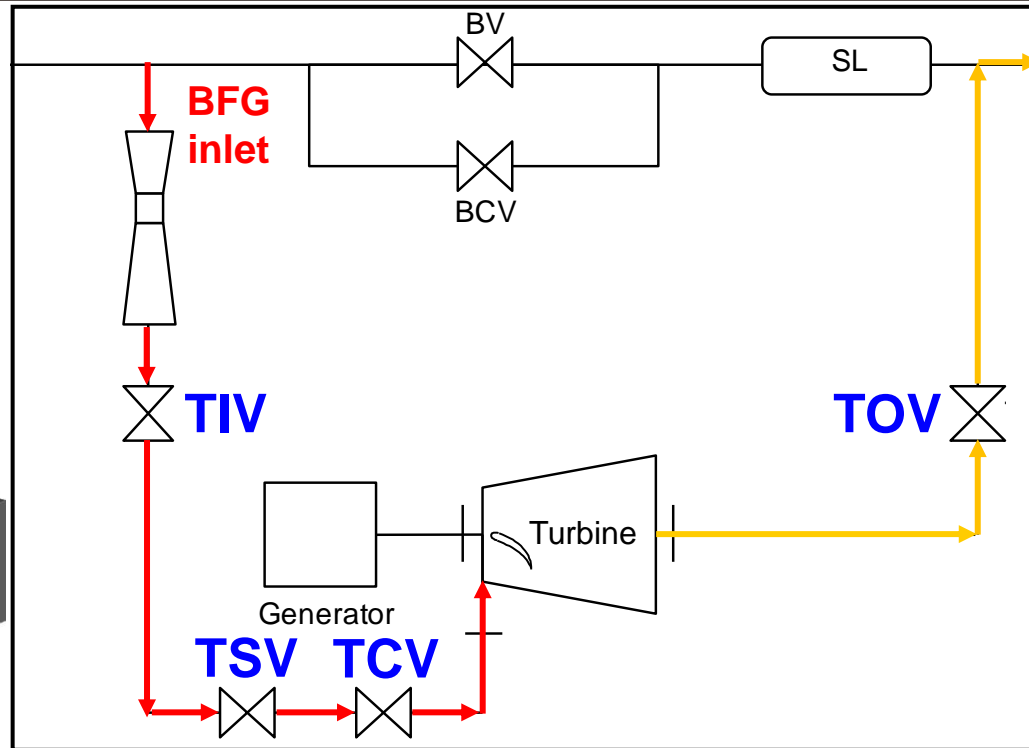 BV
SL
BFG
inlet
BCV
TIV
TOV
Turbine
Generator
TSV
TCV